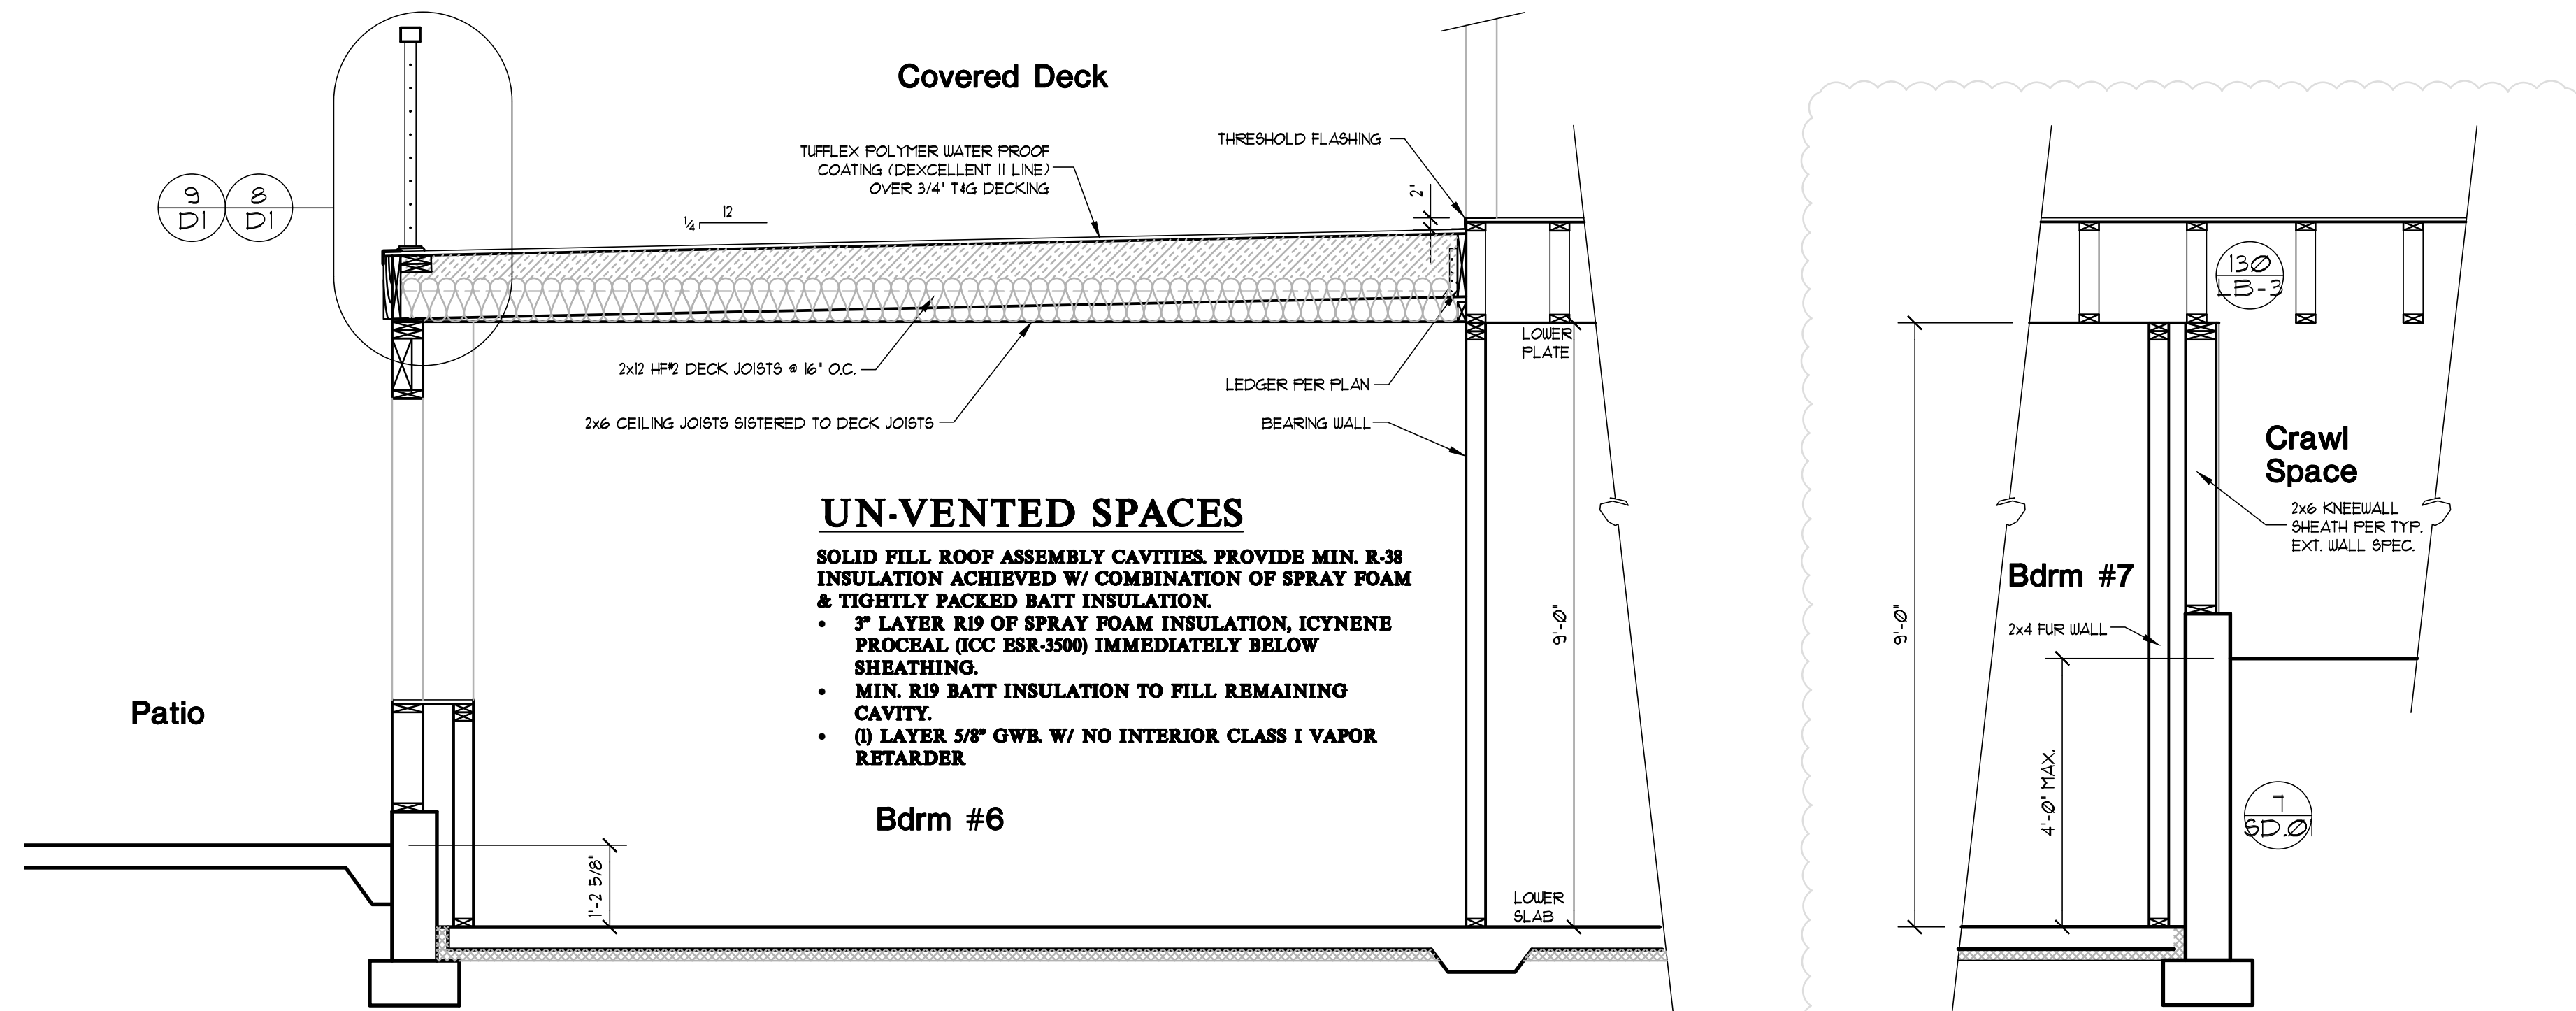 Covered Deck
TUFFLEX POLYMER WATER PROOF
COATING (DEXCELLENT II LINE)
OVER 3/4" T&G DECKING
THRESHOLD FLASHING
2"
9
D1
8
D1
1/4
12
2x12 HF#2 DECK JOISTS @ 16" O.C.
2x6 CEILING JOISTS SISTERED TO DECK JOISTS
LEDGER PER PLAN
BEARING WALL
LOWER
PLATE
UN-VENTED SPACES
SOLID FILL ROOF ASSEMBLY CAVITIES. PROVIDE MIN. R-38
INSULATION ACHIEVED W/ COMBINATION OF SPRAY FOAM
& TIGHTLY PACKED BATT INSULATION.
• 3" LAYER R19 OF SPRAY FOAM INSULATION, ICYNENE
PROCEAL (ICC ESR-3500) IMMEDIATELY BELOW
SHEATHING.
• MIN. R19 BATT INSULATION TO FILL REMAINING
CAVITY.
• (1) LAYER 5/8" GWB. W/ NO INTERIOR CLASS I VAPOR
RETARDER
9'-0"
Patio
Bdrm #6
1'-2 5/8"
LOWER
SLAB
130
LB-3
Crawl
Space
2x6 KNEEWALL
SHEATH PER TYP.
EXT. WALL SPEC.
Bdrm #7
2x4 FUR WALL
9'-0"
4'-0" MAX.
7
SD.01